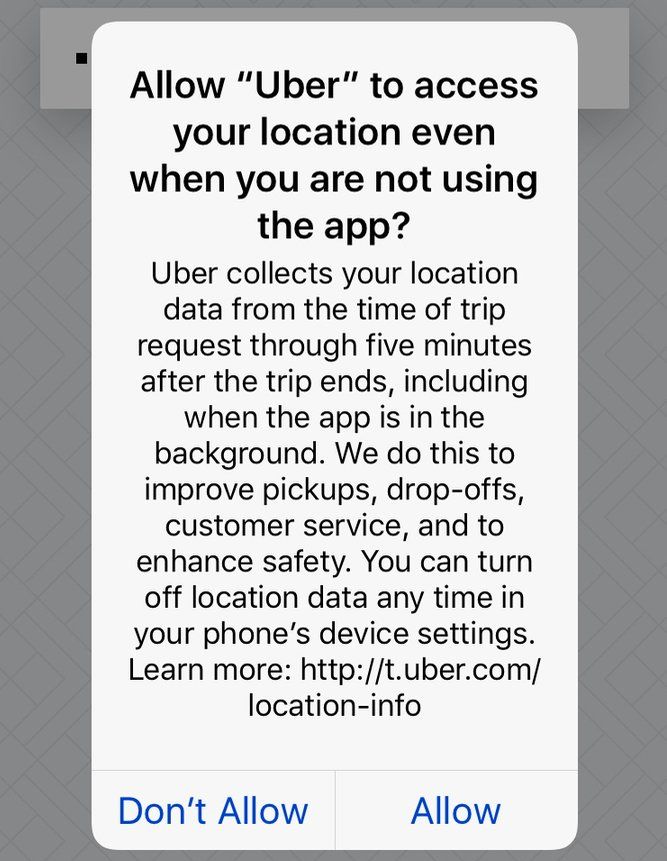 Allow “Uber” to access
your location even
when you are not using
the app?
Uber collects your location
data from the time of trip
request through five minutes
after the trip ends, including
when the app is in the
background. We do this to
improve pickups, drop-offs,
customer service, and to
enhance safety. You can turn
off location data any time in
your phone’s device settings.
Learn more: http://t.uber.com/
location-info
Don’t Allow
Allow